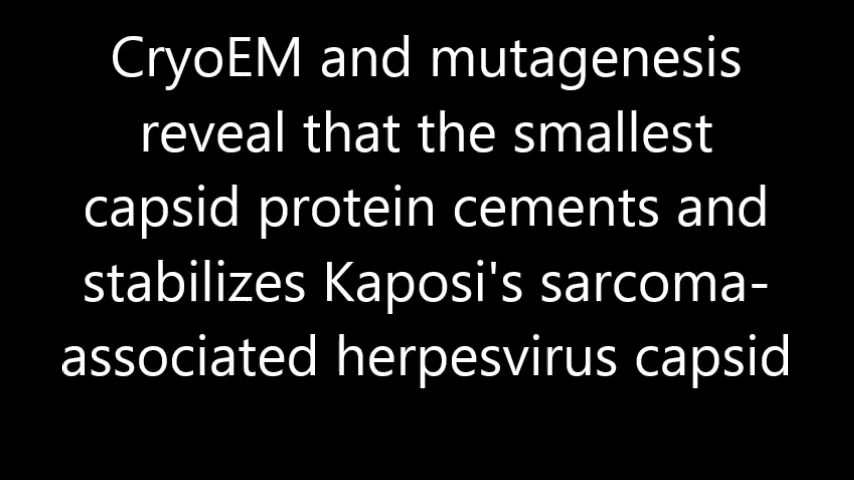 CryoEM and mutagenesis
reveal that the smallest
capsid protein cements and
stabilizes Kaposi's sarcoma-
associated herpesvirus capsid